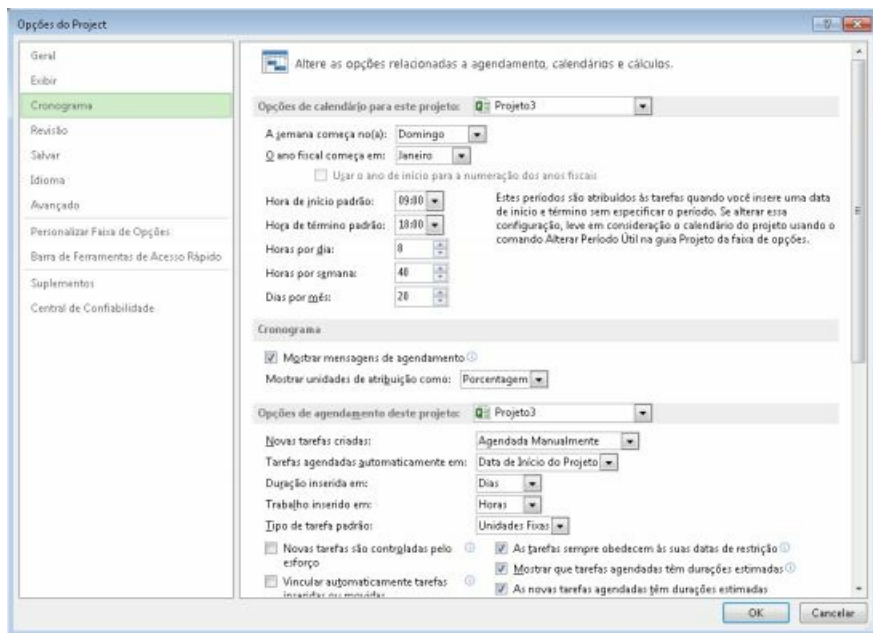 Opções do Project
Geral
Exibir
Cronograma
Revisão
Salvar
Idioma
Avançado
Personalizar Faixa de Opções
Barra de Ferramentas de Acesso Rápido
Suplementos
Central de Confiabilidade
Altere as opções relacionadas a agendamento, calendários e cálculos.
Opções de calendário para este projeto: Projeto3
A semana começa no(a): Domingo
O ano fiscal começa em: Janeiro
Usar o ano de início para a numeração dos anos fiscais
Hora de início padrão: 09:00
Hora de término padrão: 18:00
Horas por dia: 8
Horas por semana: 40
Dias por mês: 20
Estes períodos são atribuídos às tarefas quando você insere uma data
de início e término sem especificar o período. Se alterar essa
configuração, leve em consideração o calendário do projeto usando o
comando Alterar Período Útil na guia Projeto da faixa de opções.
Cronograma
Mostrar mensagens de agendamento
Mostrar unidades de atribuição como: Porcentagem
Opções de agendamento deste projeto: Projeto3
Novas tarefas criadas: Agendada Manualmente
Tarefas agendadas automaticamente em: Data de Início do Projeto
Duração inserida em: Dias
Trabalho inserido em: Horas
Tipo de tarefa padrão: Unidades Fixas
Novas tarefas são controladas pelo
esforço
Vincular automaticamente tarefas
inseridas ou movidas
As tarefas sempre obedecem às suas datas de restrição
Mostrar que tarefas agendadas têm durações estimadas
As novas tarefas agendadas têm durações estimadas
OK
Cancelar